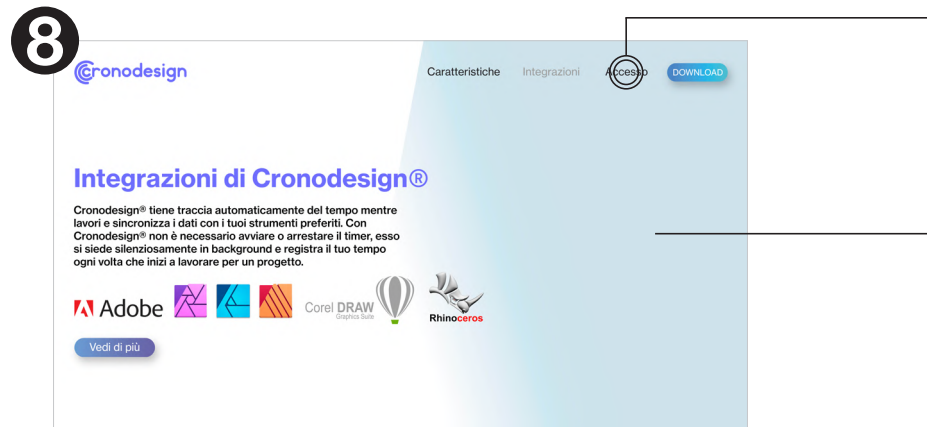 8
Cronodesign
Caratteristiche Integrazioni Accesso DOWNLOAD
Integrazioni di Cronodesign®
Cronodesign® tiene traccia automaticamente del tempo mentre
lavori e sincronizza i dati con i tuoi strumenti preferiti. Con
Cronodesign® non è necessario avviare o arrestare il timer, esso
si siede silenziosamente in background e registra il tuo tempo
ogni volta che inizi a lavorare per un progetto.
Adobe
Corel DRAW
Graphics Suite
Rhinoceros
Vedi di più